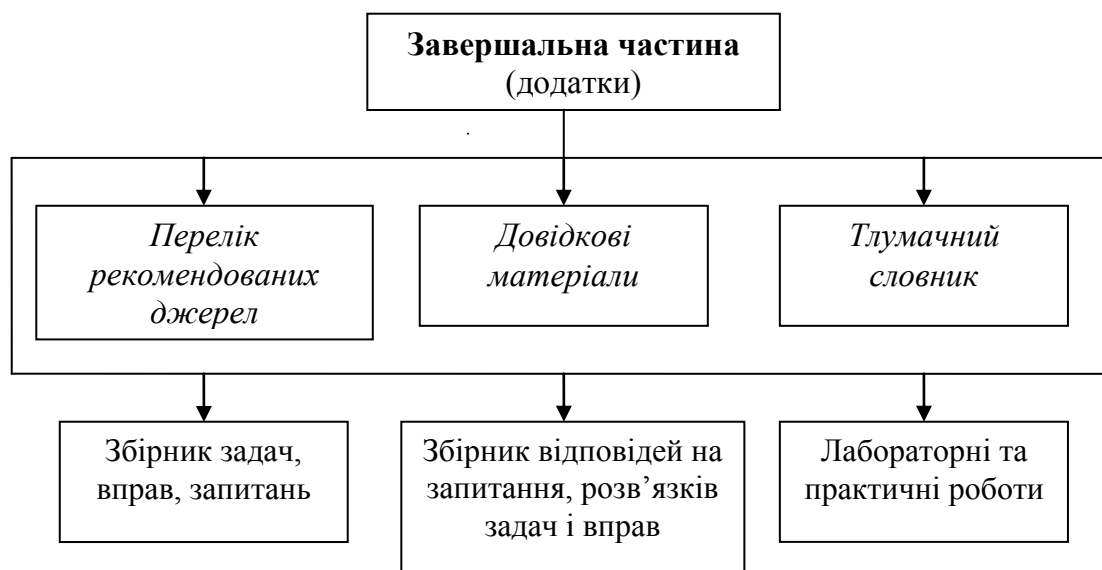 Завершальна частина
(додатки)
Перелік
рекомендованих
джерел
Довідкові
матеріали
Тлумачний
словник
Збірник задач,
вправ, запитань
Збірник відповідей на
запитання, розв’язків
задач і вправ
Лабораторні та
практичні роботи